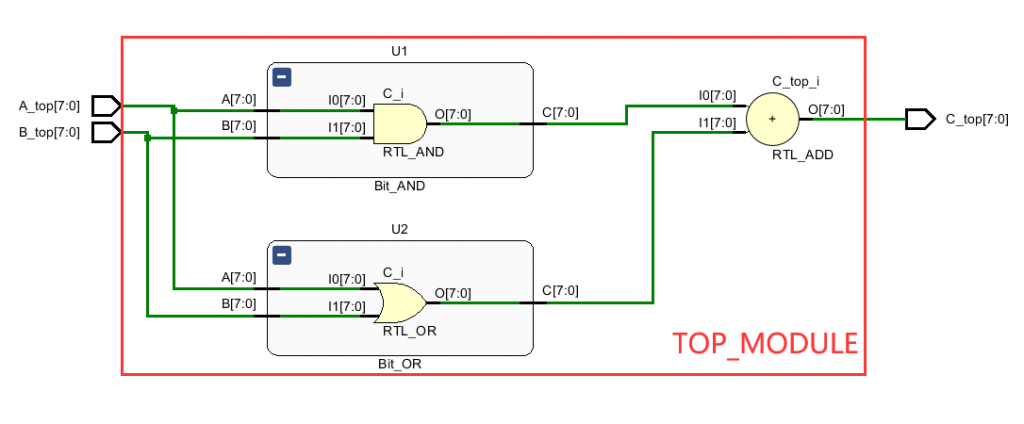 U1
C_top_i
A_top[7:0]
B_top[7:0]
A[7:0]
B[7:0]
I0[7:0]
I1[7:0]
C_i
O[7:0]
RTL_AND
C[7:0]
Bit_AND
I0[7:0]
I1[7:0]
+
O[7:0]
RTL_ADD
C_top[7:0]
U2
A[7:0]
B[7:0]
I0[7:0]
I1[7:0]
C_i
O[7:0]
RTL_OR
C[7:0]
Bit_OR
TOP_MODULE